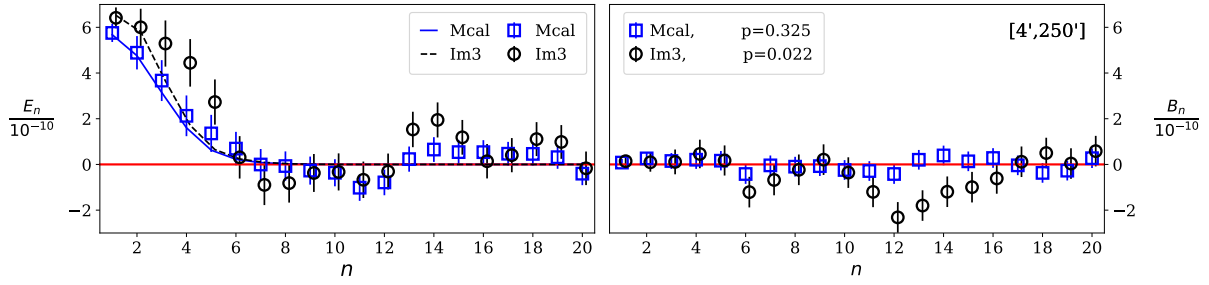 Mcal Mcal
Im3 Im3
Mcal, p=0.325
Im3, p=0.022
[4',250']
E_n
10^{-10}
B_n
10^{-10}
6
4
2
0
−2
6
4
2
0
−2
2 4 6 8 10 12 14 16 18 20
2 4 6 8 10 12 14 16 18 20
n
n